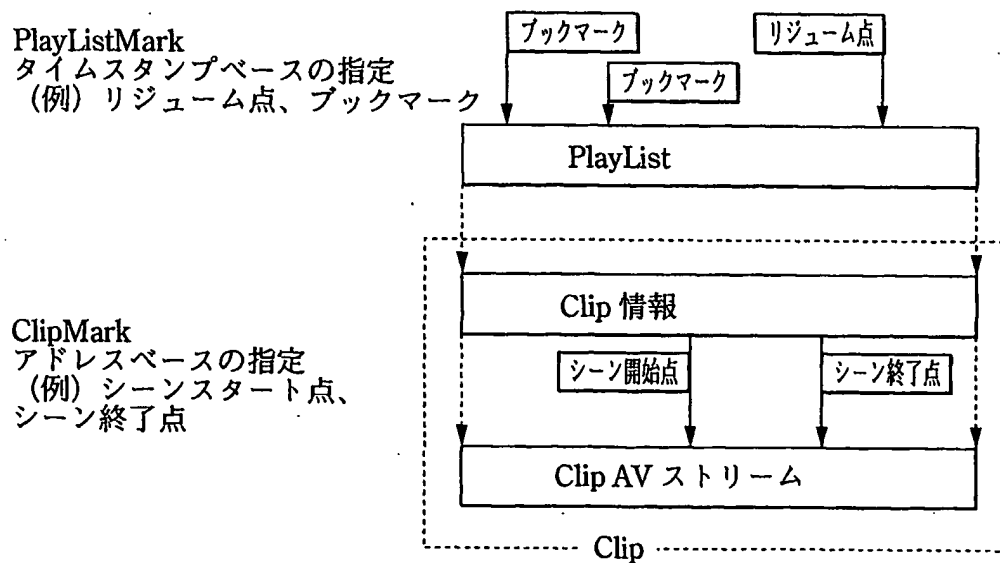 PlayListMark
タイムスタンプベースの指定
（例）リジューム点、ブックマーク
ブックマーク
リジューム点
ブックマーク
PlayList
Clip 情報
ClipMark
アドレスベースの指定
（例）シーンスタート点、
シーン終了点
シーン開始点
シーン終了点
Clip AV ストリーム
Clip